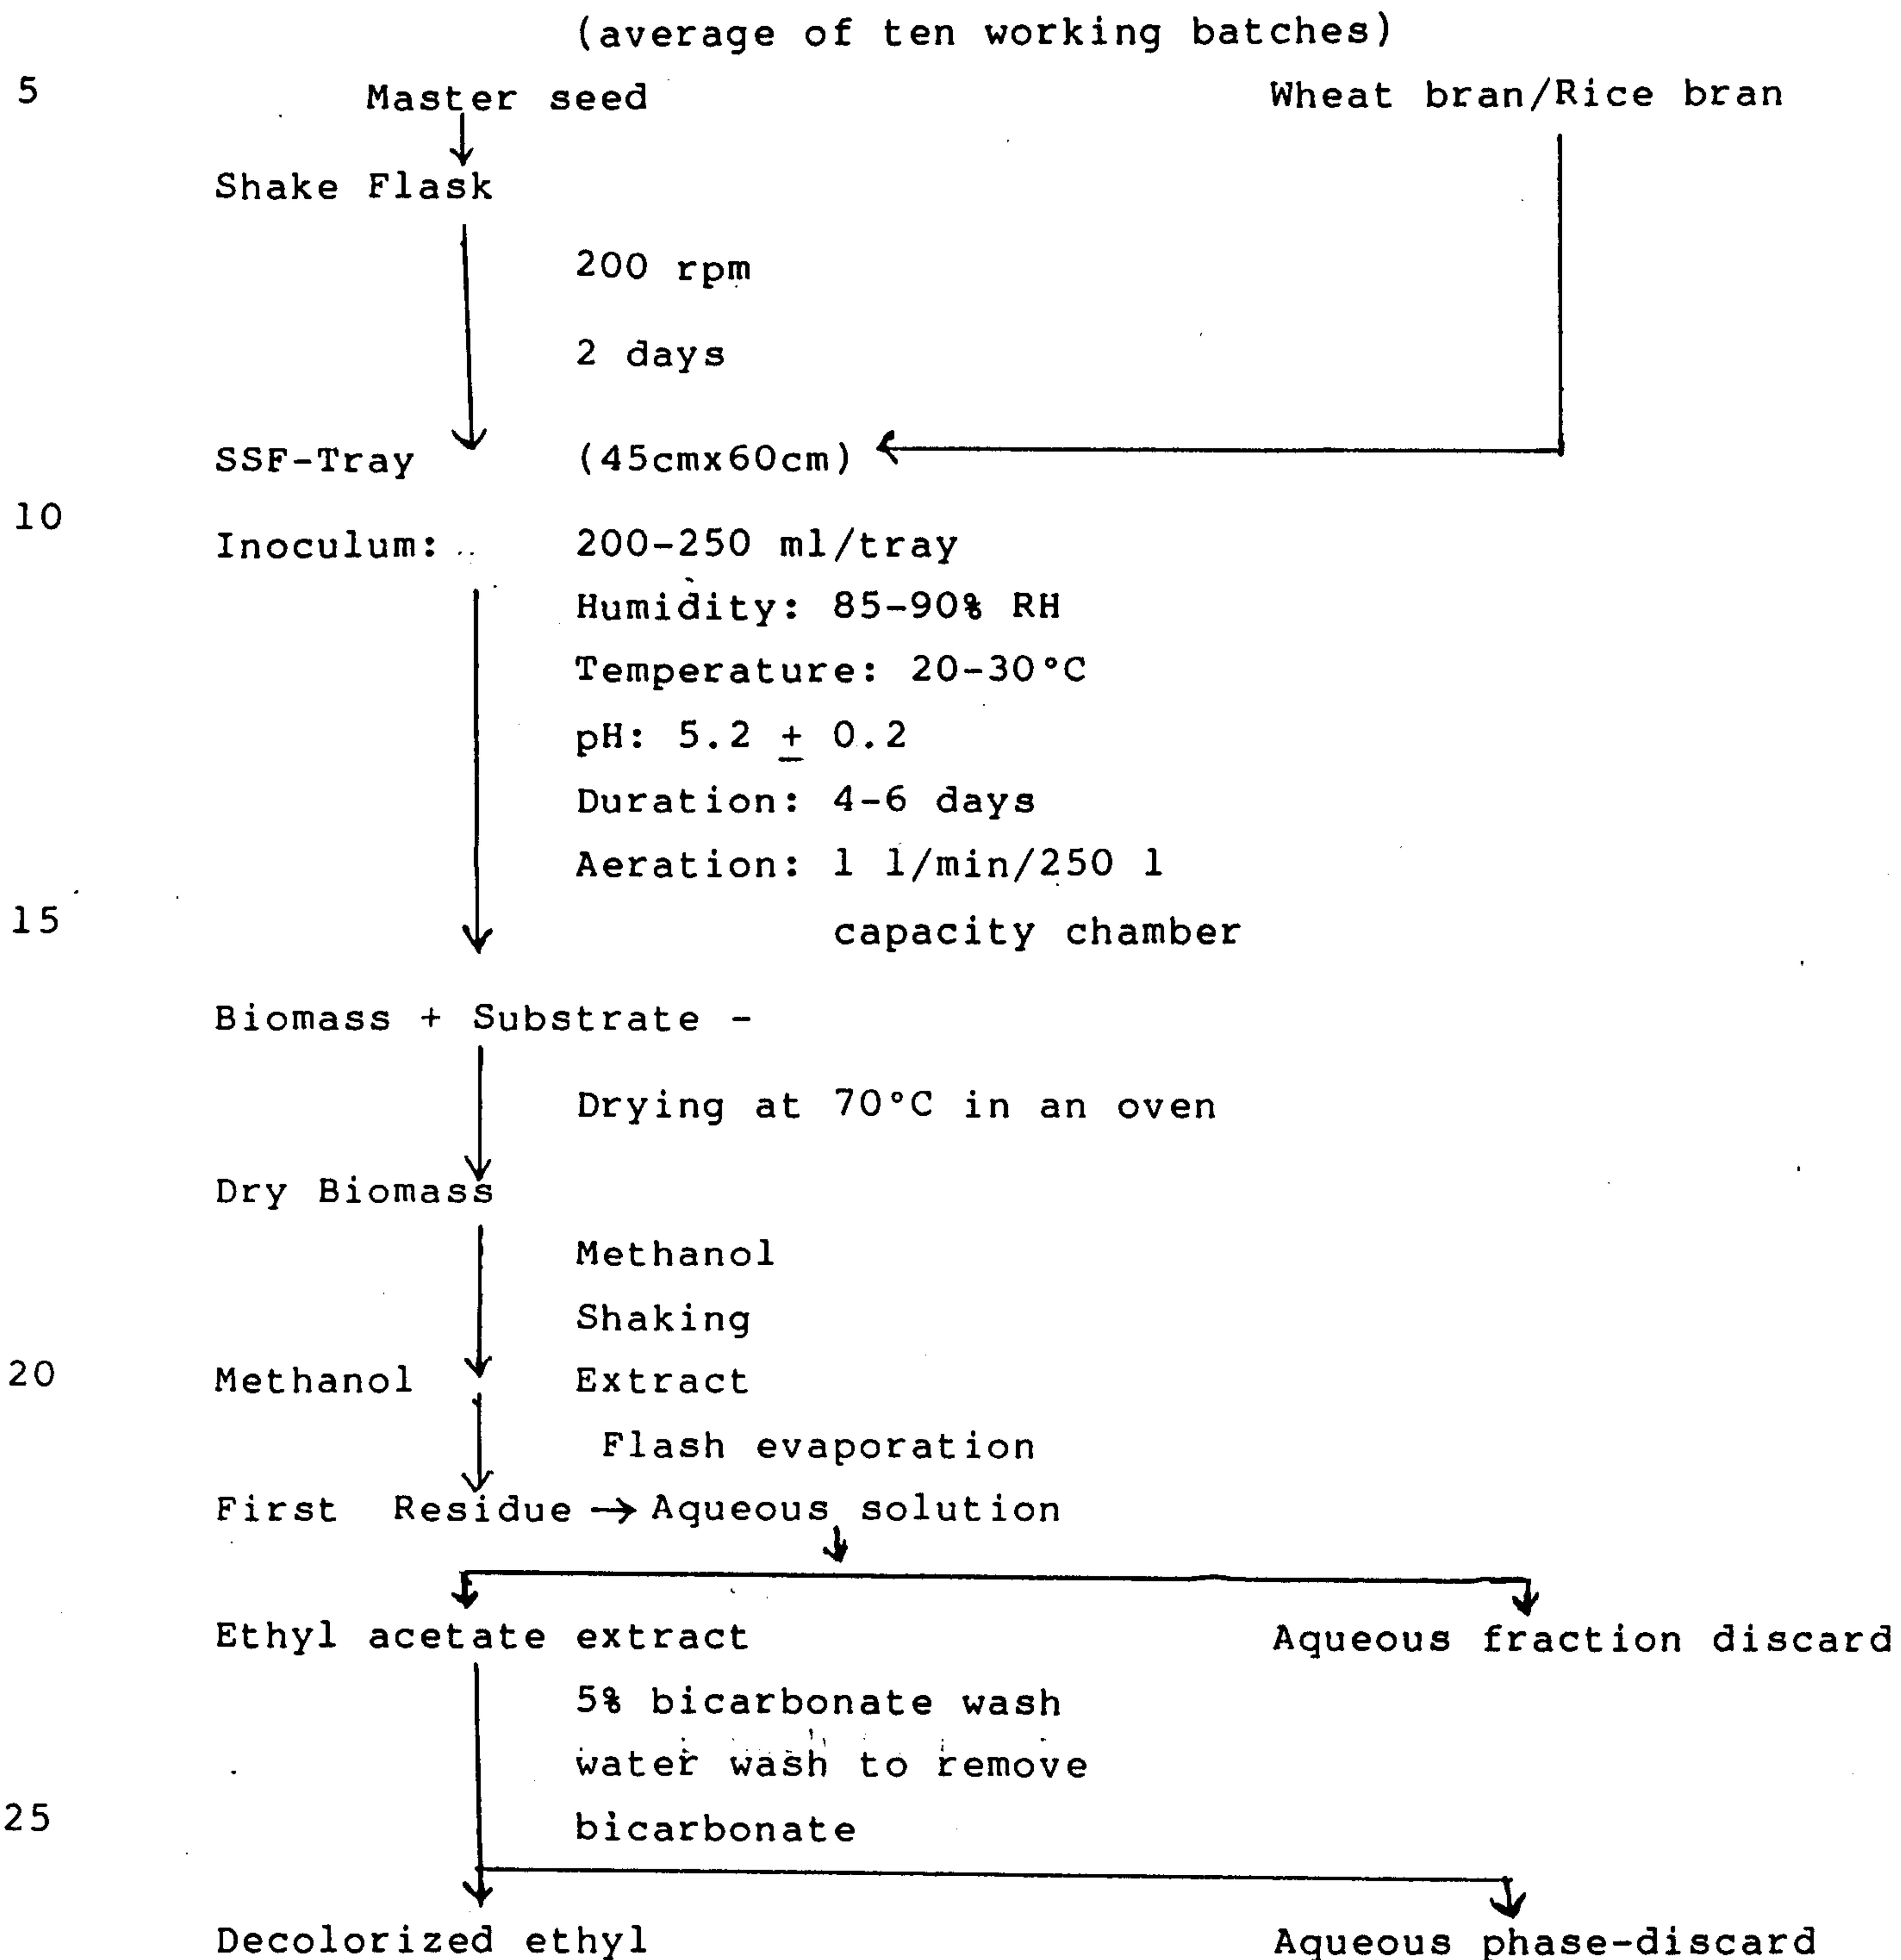 (average of ten working batches)
5 Master seed Wheat bran/Rice bran
Shake Flask
200 rpm
2 days
SSF-Tray (45cmx60cm)
10
Inoculum: 200-250 ml/tray
Humidity: 85-90% RH
Temperature: 20-30°C
pH: 5.2 ± 0.2
Duration: 4-6 days
Aeration: 1 l/min/250 l
15 capacity chamber
Biomass + Substrate -
Drying at 70°C in an oven
Dry Biomass
Methanol
Shaking
20 Methanol Extract
Flash evaporation
First Residue → Aqueous solution
Ethyl acetate extract Aqueous fraction discard
5% bicarbonate wash
water wash to remove
25 bicarbonate
Decolorized ethyl Aqueous phase-discard